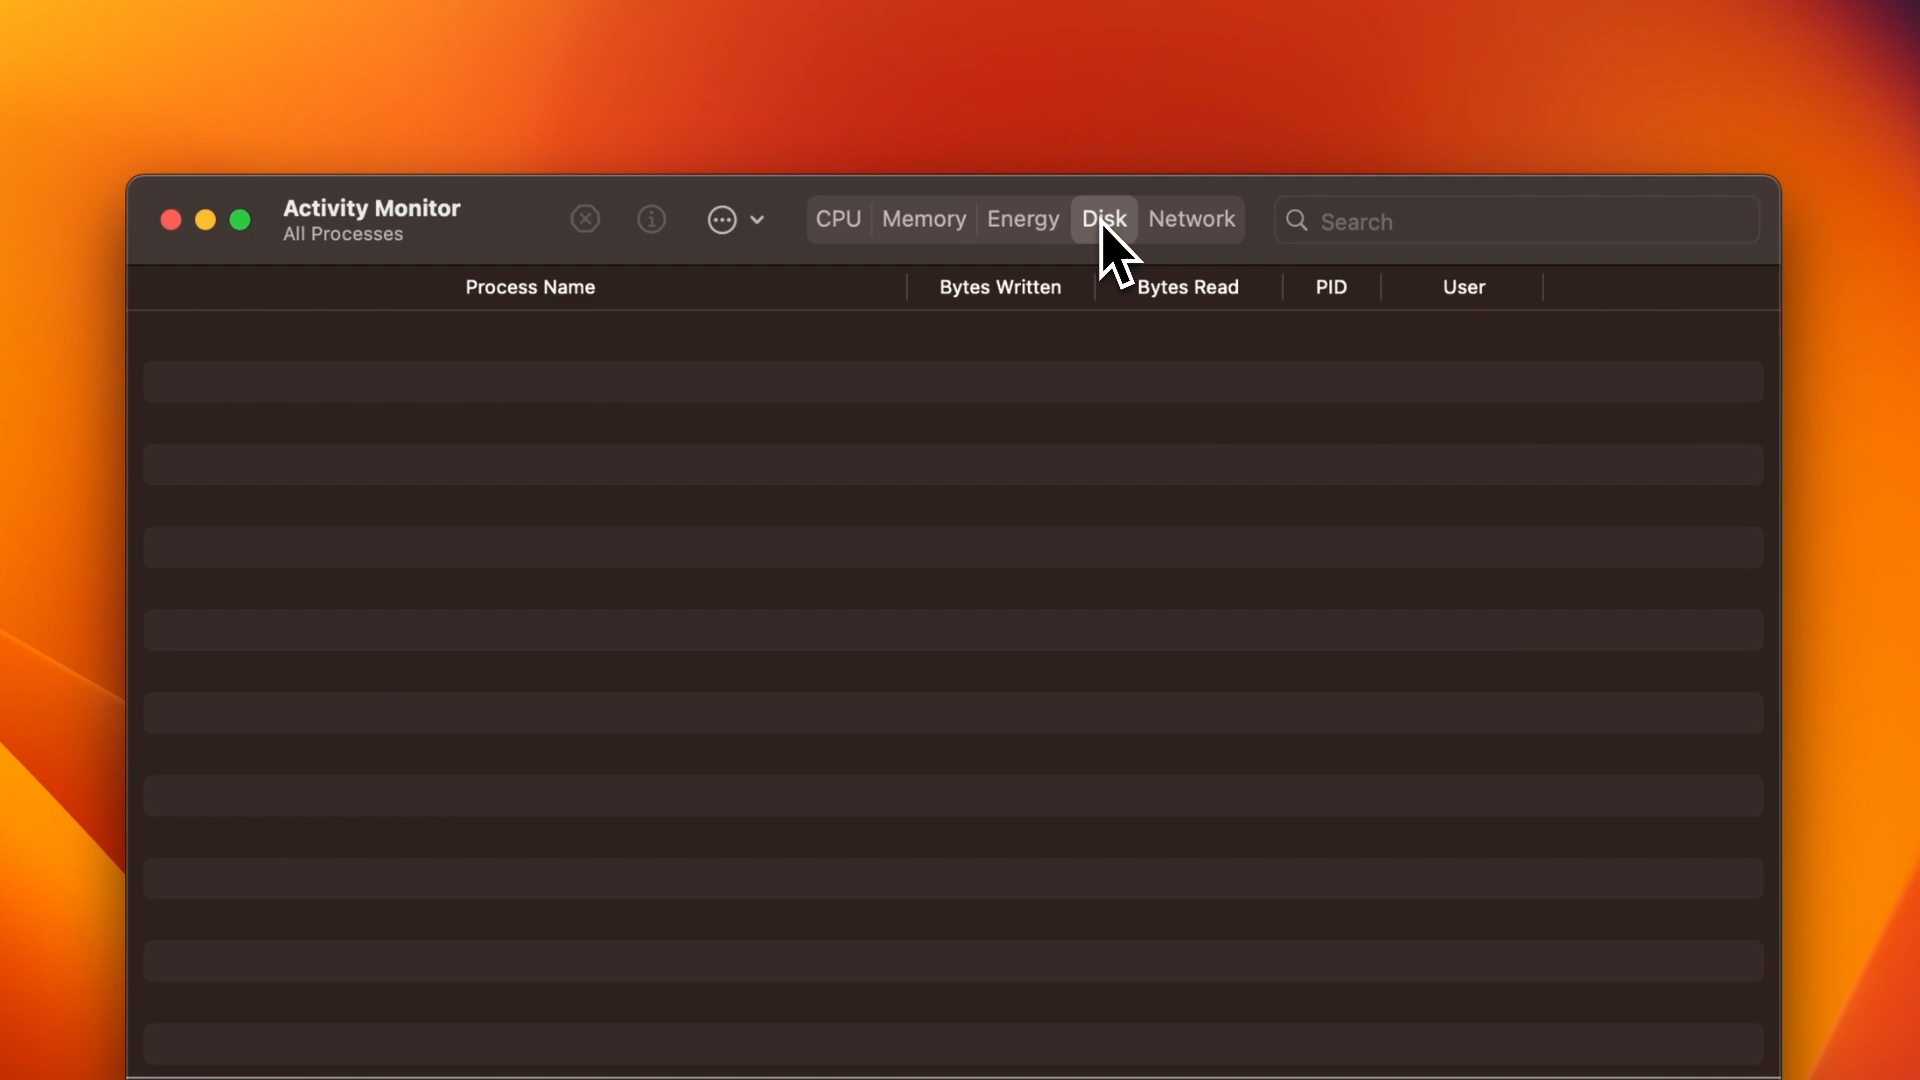 Activity Monitor
All Processes
CPU Memory Energy Disk Network
Search
Process Name Bytes Written Bytes Read PID User